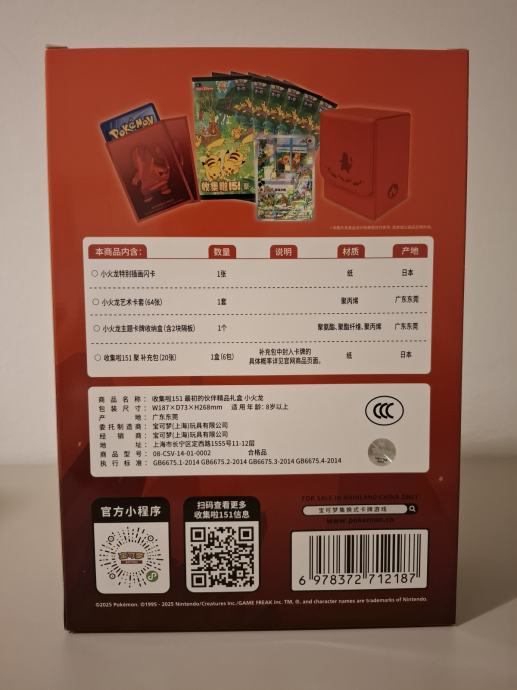 POKÉMON
收集啦151 聚
本商品内含： 数量 说明 材质 产地
小火龙特别插画闪卡 1张 纸 日本
小火龙艺术卡套（64张） 1套 聚丙烯 广东东莞
小火龙主题卡牌收纳盒（含2块隔板） 1个 聚氨酯、聚酯纤维、聚丙烯 广东东莞
收集啦151 聚 补充包（20张） 1盒（6包） 补充包中封入卡牌的具体概率详见官网商品页面。 纸 日本
商品名称： 收集啦151 最初的伙伴精品礼盒 小火龙
包装尺寸： W187×D73×H268mm 适用年龄：8岁以上
产地： 广东东莞
委托制造商： 宝可梦(上海)玩具有限公司
经销商： 宝可梦(上海)玩具有限公司
地址： 上海市长宁区定西路1555号11-12层
商品型号： 08-CSV-14-01-0002 合格品
执行标准： GB6675.1-2014 GB6675.2-2014 GB6675.3-2014 GB6675.4-2014
CCC
FOR SALE IN MAINLAND CHINA ONLY
宝可梦集换式卡牌游戏
www.pokemon.cn
官方小程序
宝可梦
扫码查看更多
收集啦151信息
6 978372 712187
©2025 Pokémon. ©1995 - 2025 Nintendo/Creatures Inc./GAME FREAK inc. TM, ®, and character names are trademarks of Nintendo.